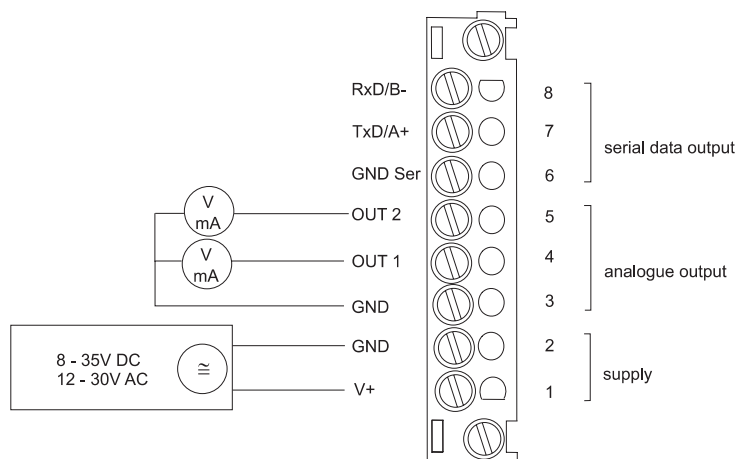 RxD/B- 8
TxD/A+ 7
serial data output
GND Ser 6
V
mA
OUT 2 5
V
mA
OUT 1 4
analogue output
GND 3
GND 2
8 - 35V DC
12 - 30V AC
≅
supply
V+ 1